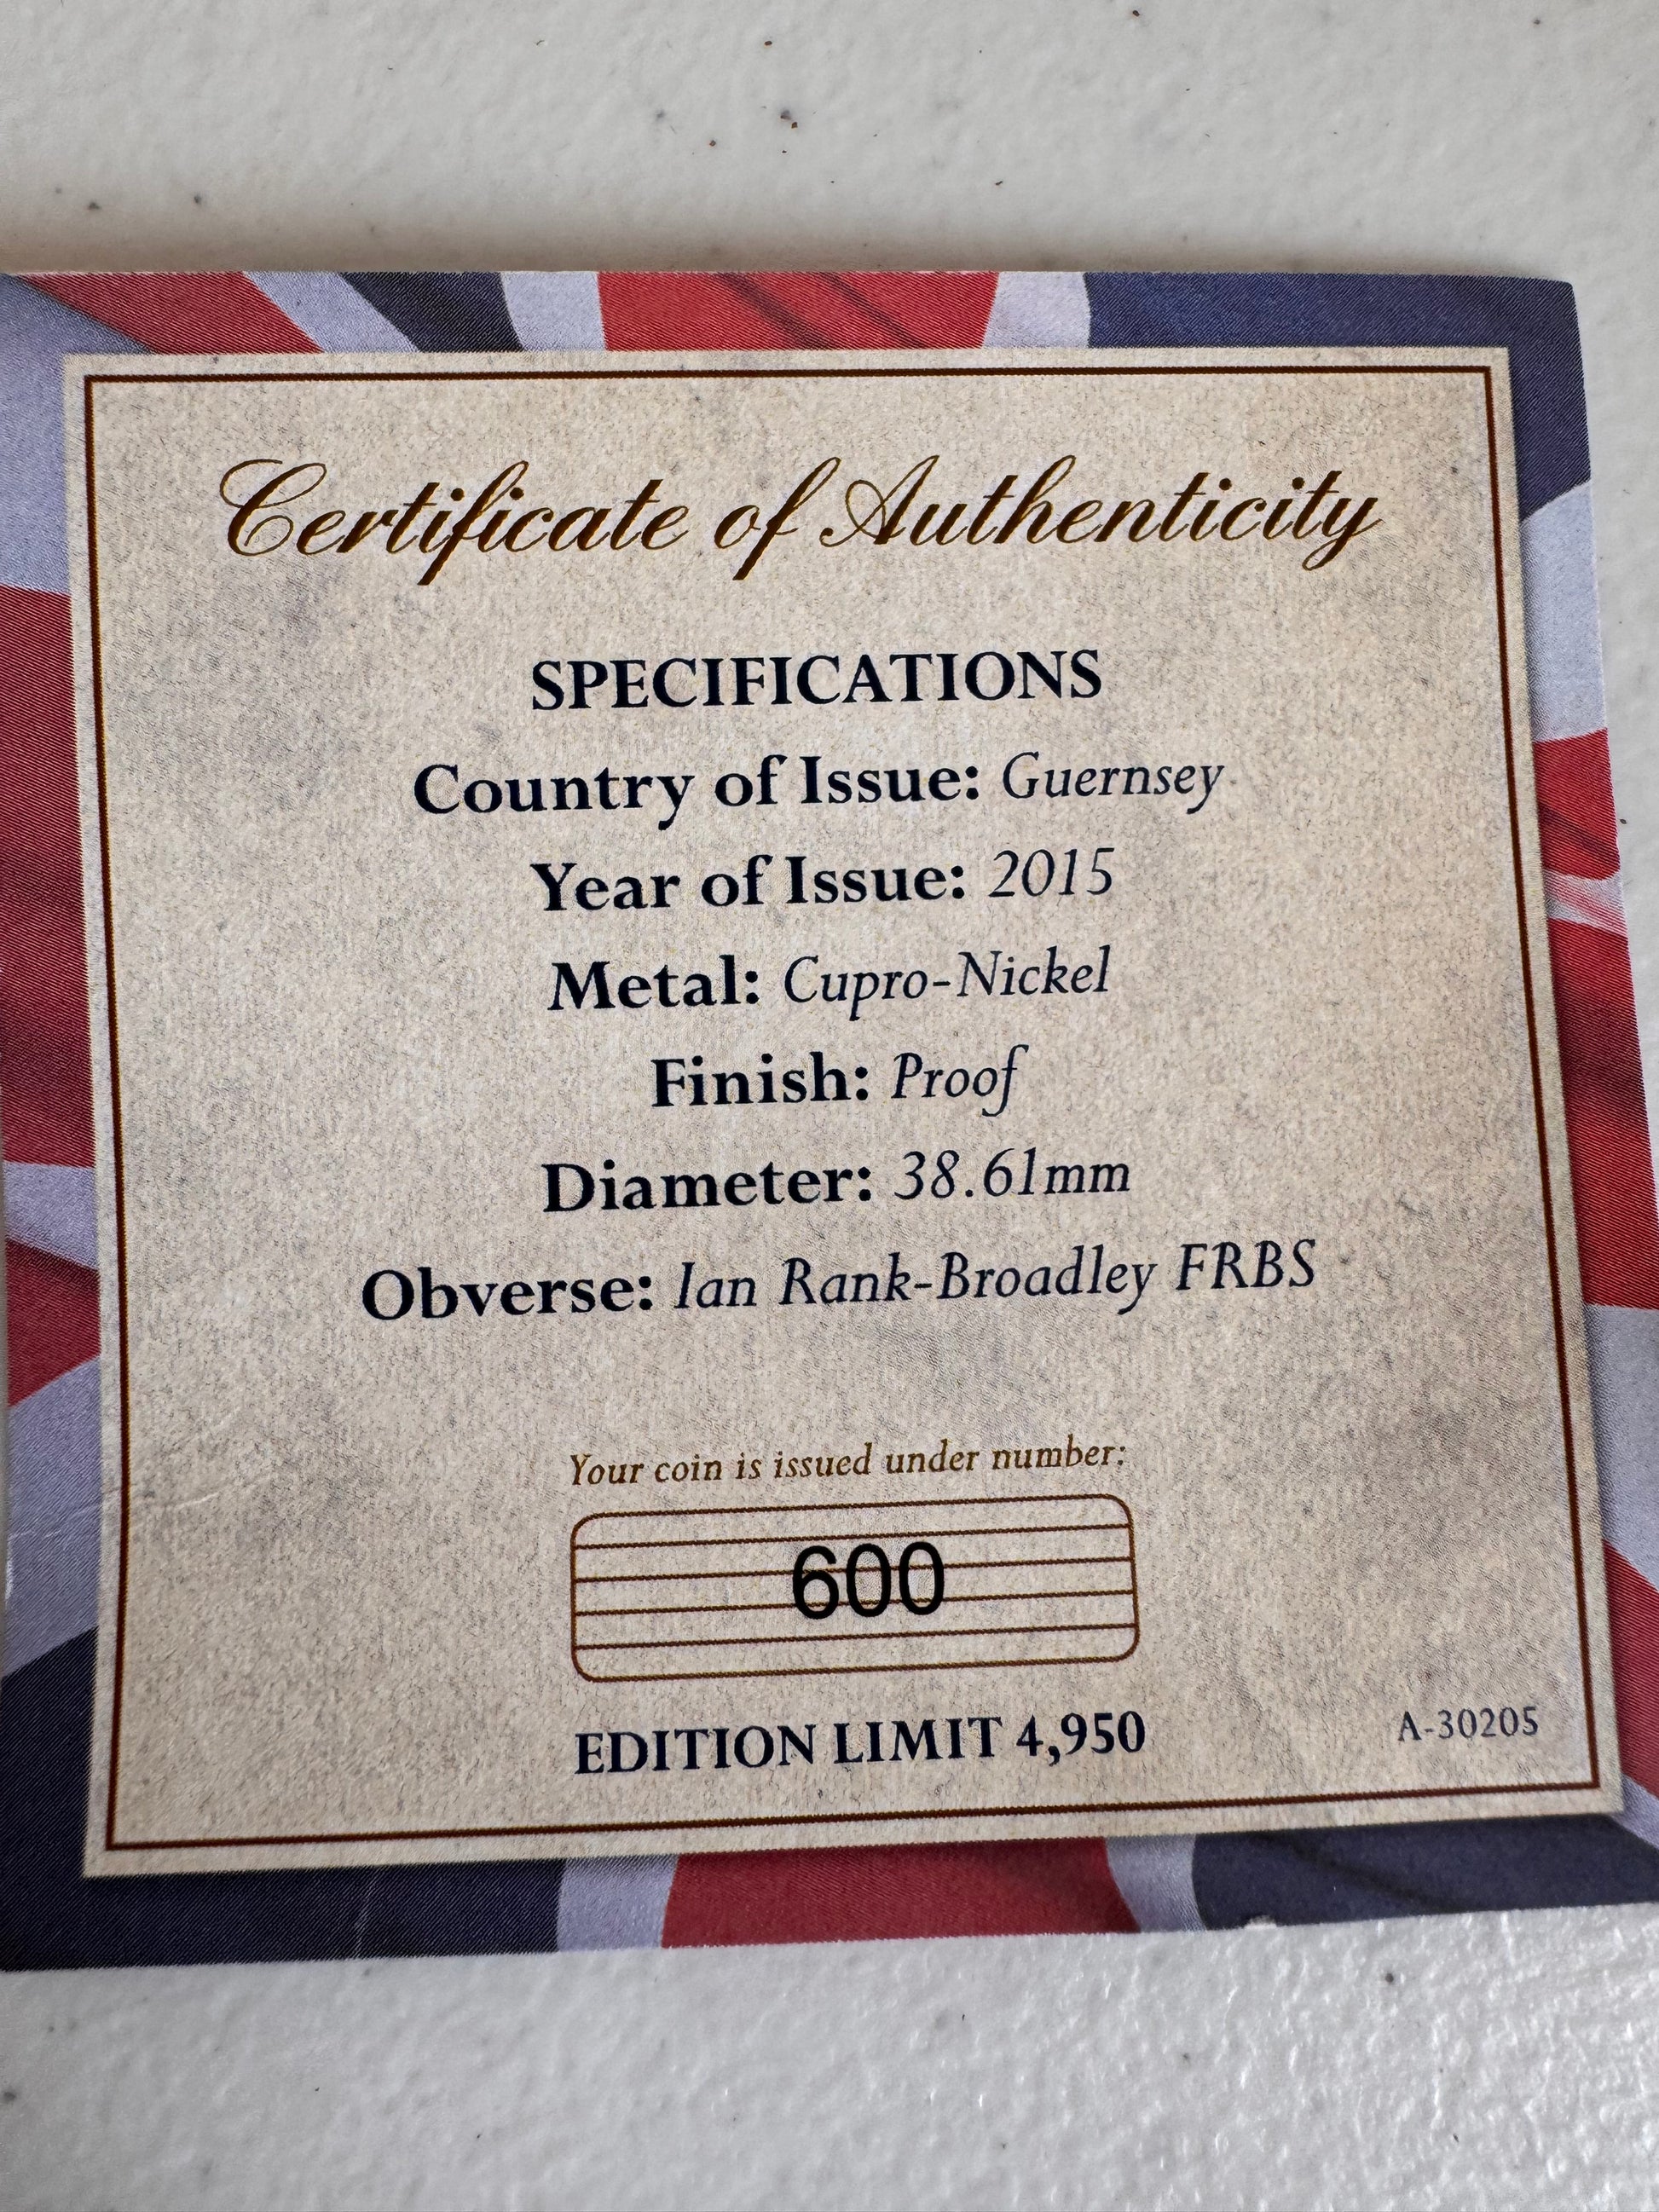 Certificate of Authenticity
SPECIFICATIONS
Country of Issue: Guernsey
Year of Issue: 2015
Metal: Cupro-Nickel
Finish: Proof
Diameter: 38.61mm
Obverse: Ian Rank-Broadley FRBS
Your coin is issued under number:
600
EDITION LIMIT 4,950
A-30205